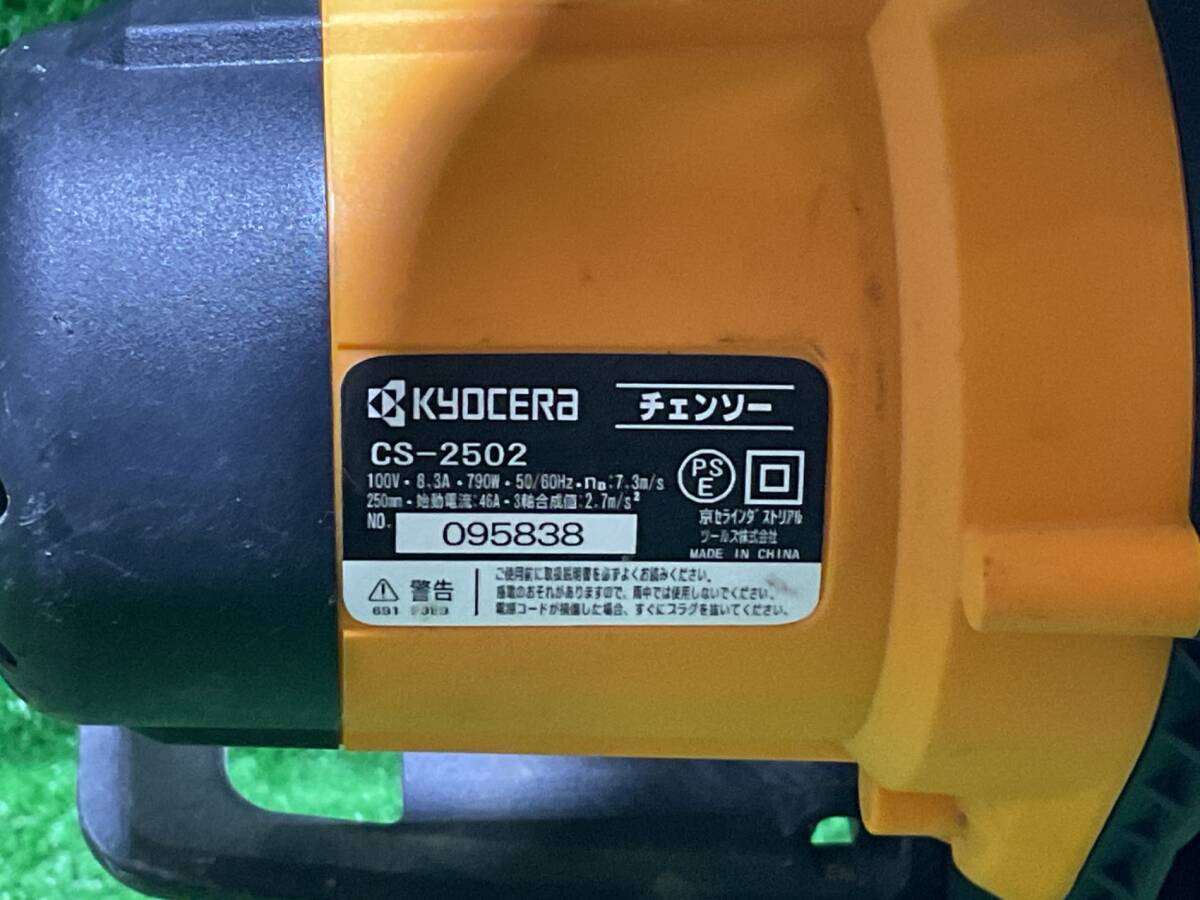 KYOCERA チェンソー
CS-2502
100V・8.3A・790W・50/60Hz・n₀:7.3m/s
250mm・始動電流:46A・3軸合成値:2.7m/s²
PS
E
NO. 095838
京セラインダストリアル
ツールズ株式会社
MADE IN CHINA
警告
691
ご使用前に取扱説明書を必ずよくお読みください。
感電のおそれがありますので、雨中では使用しないでください。
電源コードが損傷した場合、すぐにプラグを抜いてください。